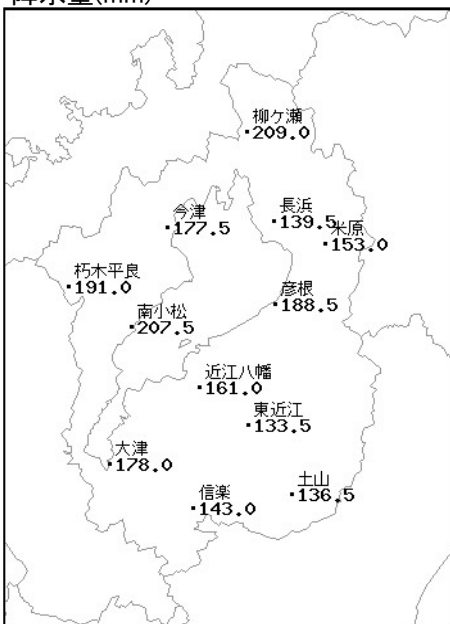 降水量(mm)
柳ケ瀬
209.0
長浜
139.5
今津
177.5
米原
153.0
朽木平良
191.0
彦根
188.5
南小松
207.5
近江八幡
161.0
東近江
133.5
大津
178.0
土山
136.5
信楽
143.0